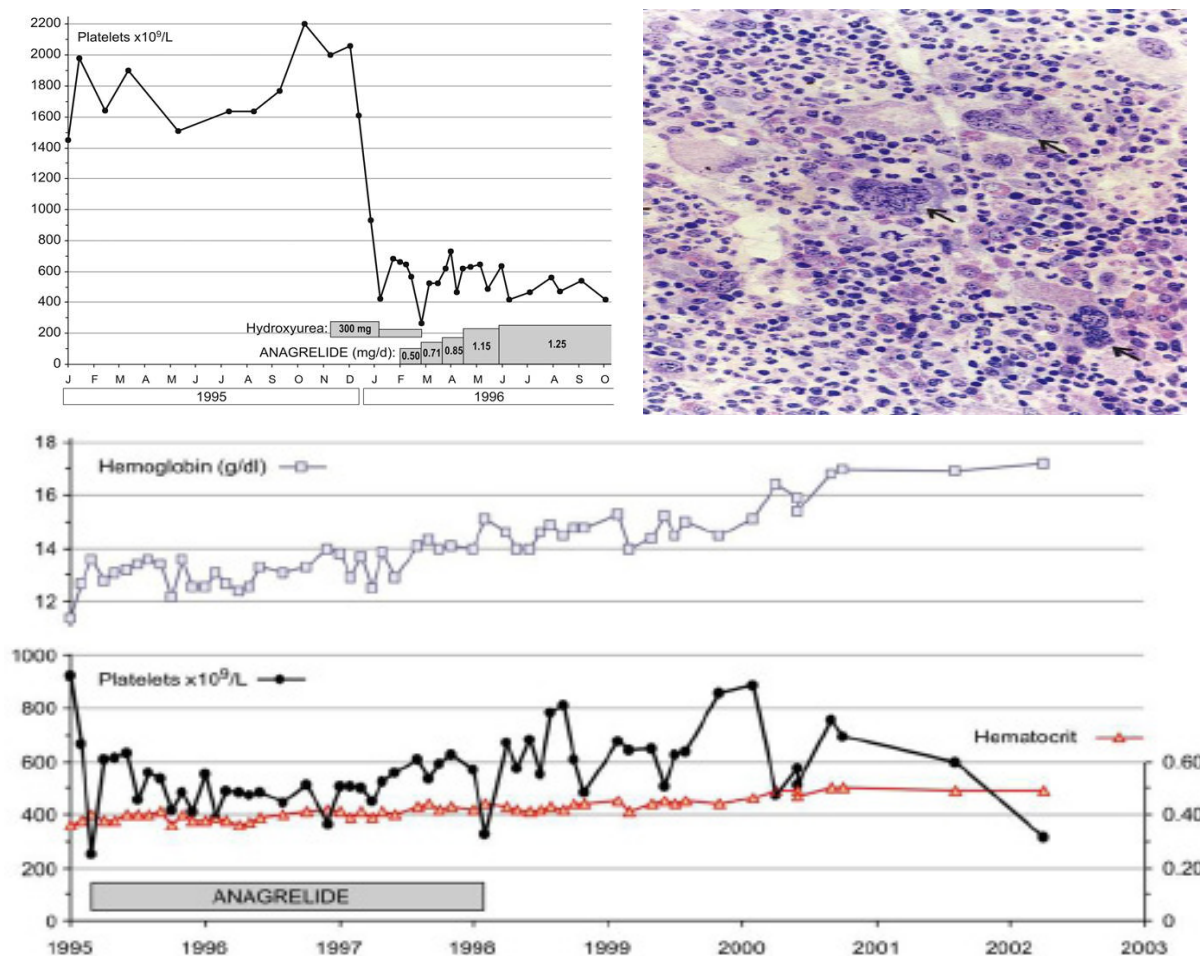 2200
Platelets x10⁹/L
2000
1800
1600
1400
1200
1000
800
600
400
200
0
Hydroxyurea: 300 mg
ANAGRELIDE (mg/d): 0.50 0.71 0.85 1.15 1.25
J F M A M J J A S O N D J F M A M J J A S O
1995 1996
18
Hemoglobin (g/dl)
16
14
12
1000
Platelets x10⁹/L
800
Hematocrit
600 0.60
400 0.40
200 0.20
ANAGRELIDE
0 0
1995 1996 1997 1998 1999 2000 2001 2002 2003